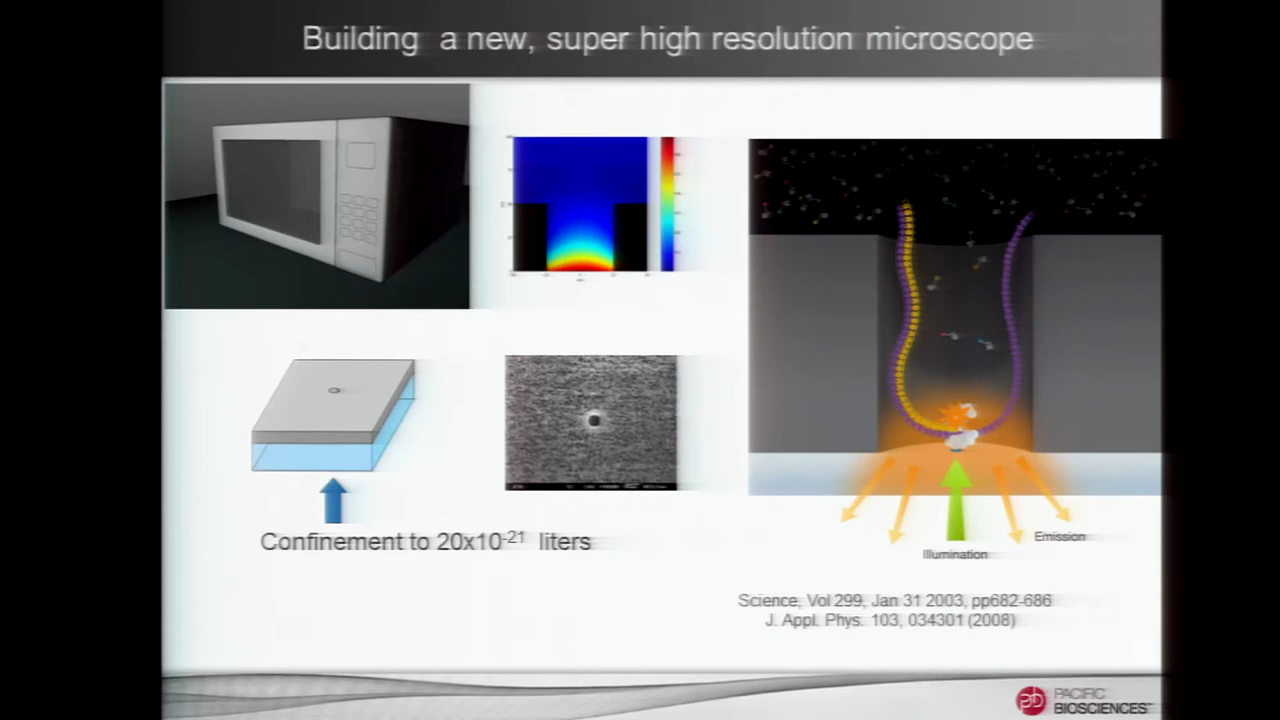 Building a new, super high resolution microscope
Confinement to 20x10-21 liters
Illumination
Emission
Science, Vol 299, Jan 31 2003, pp682-686
J. Appl. Phys. 103, 034301 (2008)
PACIFIC
BIOSCIENCES